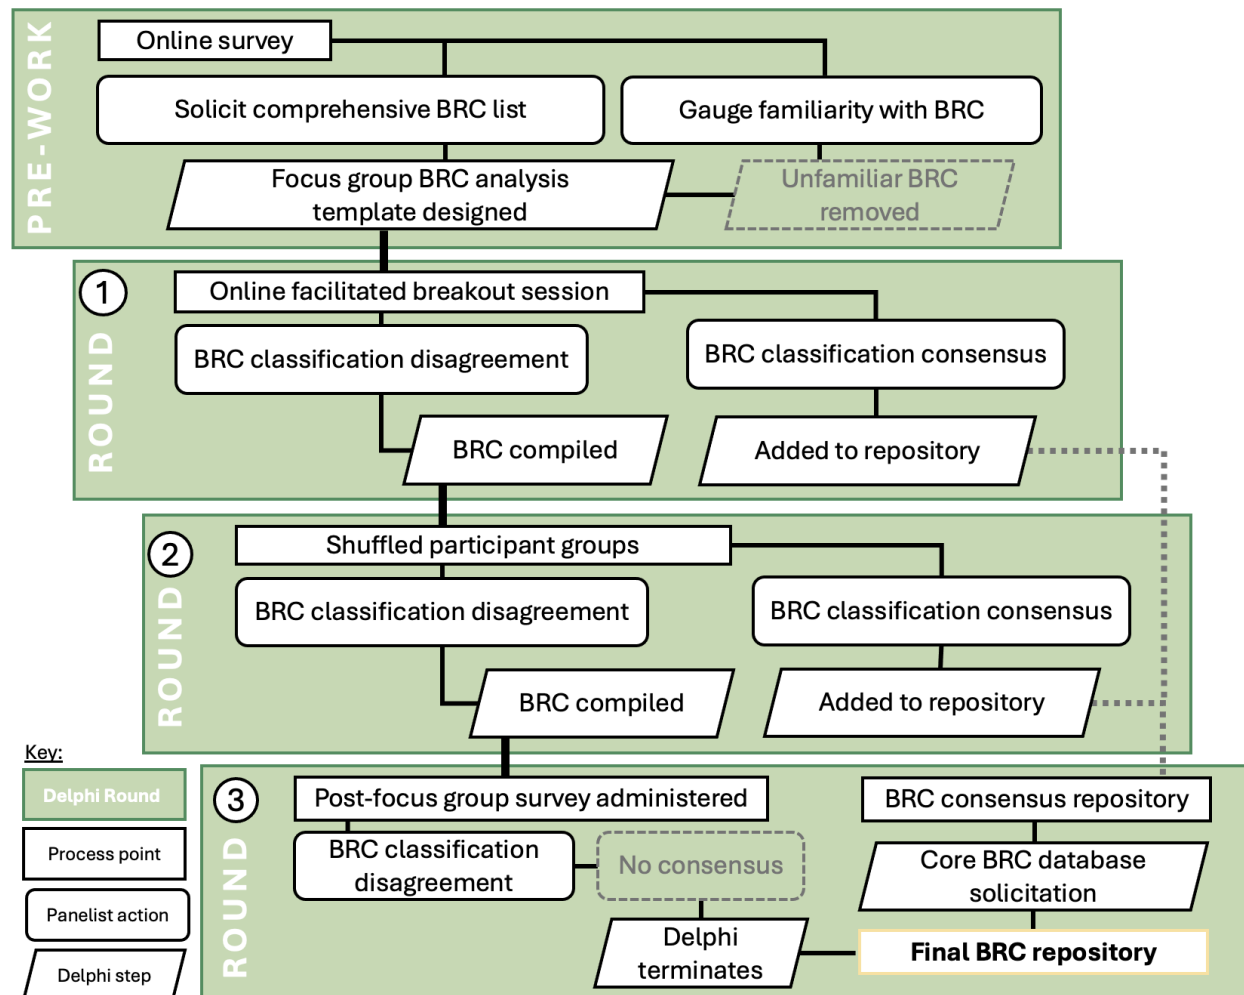 PRE-WORK
Online survey
Solicit comprehensive BRC list
Gauge familiarity with BRC
Focus group BRC analysis
template designed
Unfamiliar BRC
removed
1
ROUND
Online facilitated breakout session
BRC classification disagreement
BRC classification consensus
BRC compiled
Added to repository
2
ROUND
Shuffled participant groups
BRC classification disagreement
BRC classification consensus
BRC compiled
Added to repository
3
ROUND
Post-focus group survey administered
BRC consensus repository
BRC classification
disagreement
No consensus
Core BRC database
solicitation
Delphi
terminates
Final BRC repository
Key:
Delphi Round
Process point
Panelist action
Delphi step